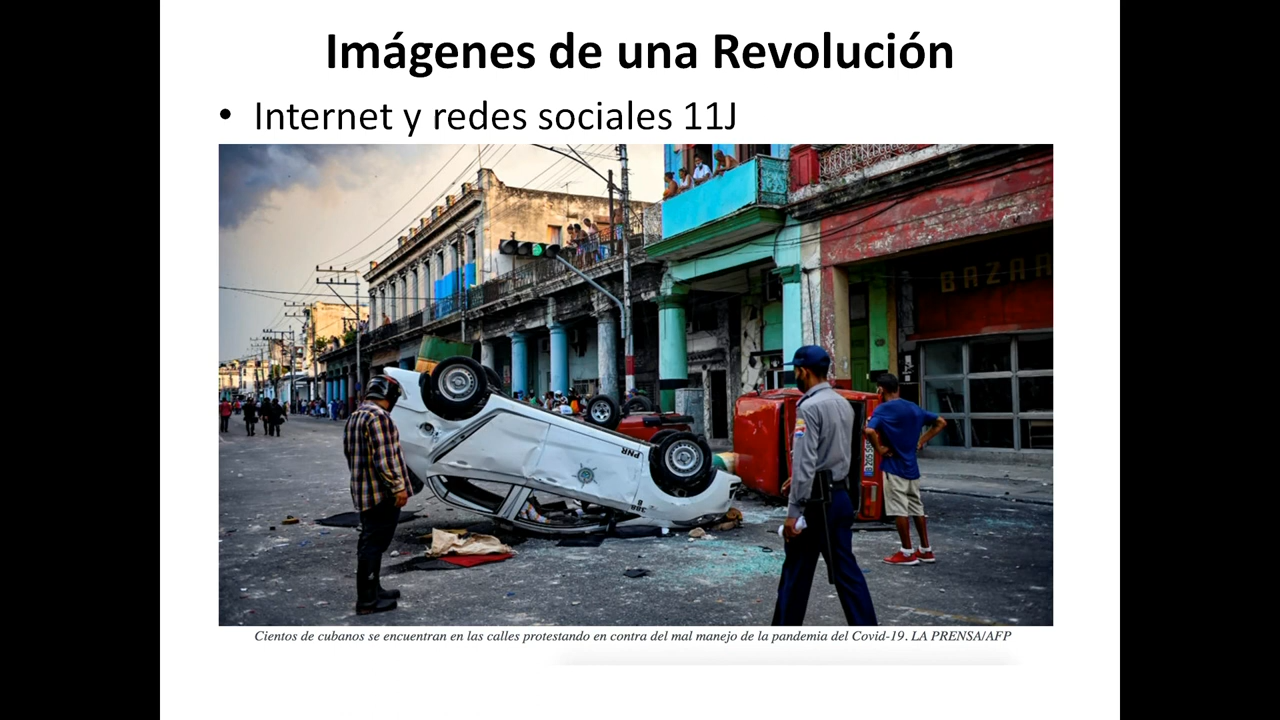 Imágenes de una Revolución
• Internet y redes sociales 11J
BAZAA
PNR
Cientos de cubanos se encuentran en las calles protestando en contra del mal manejo de la pandemia del Covid-19. LA PRENSA/AFP